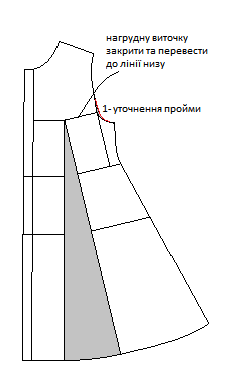 нагрудну виточку
закрити та перевести
до лінії низу
1- уточнення пройми